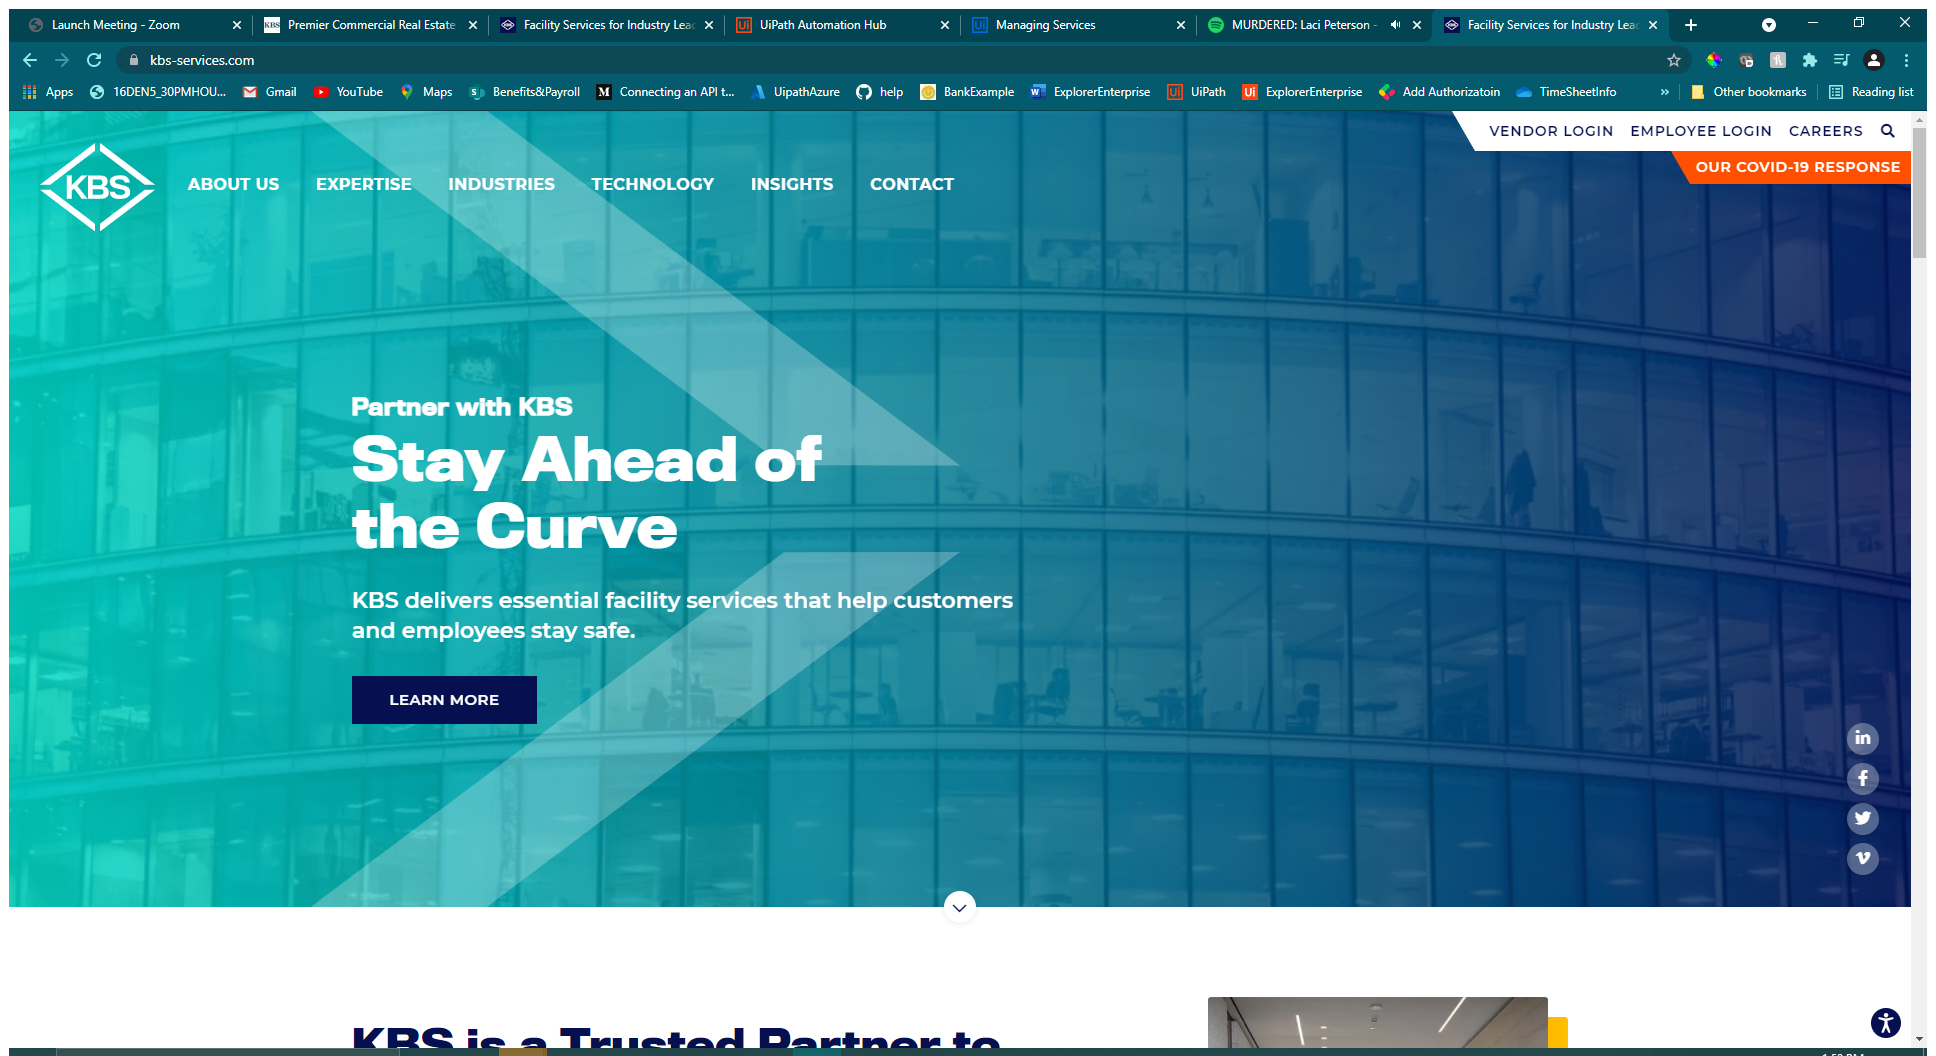 Launch Meeting - Zoom
Premier Commercial Real Estate
Facility Services for Industry Lea
UiPath Automation Hub
Managing Services
MURDERED: Laci Peterson -
Facility Services for Industry Lea
kbs-services.com
Apps
16DEN5_30PMHOU...
Gmail
YouTube
Maps
Benefits&Payroll
Connecting an API t...
UipathAzure
help
BankExample
ExplorerEnterprise
UiPath
ExplorerEnterprise
Add Authorizatoin
TimeSheetInfo
»
Other bookmarks
Reading list
VENDOR LOGIN
EMPLOYEE LOGIN
CAREERS
OUR COVID-19 RESPONSE
KBS
ABOUT US
EXPERTISE
INDUSTRIES
TECHNOLOGY
INSIGHTS
CONTACT
Partner with KBS
Stay Ahead of
the Curve
KBS delivers essential facility services that help customers
and employees stay safe.
LEARN MORE
KBS is a Trusted Partner to